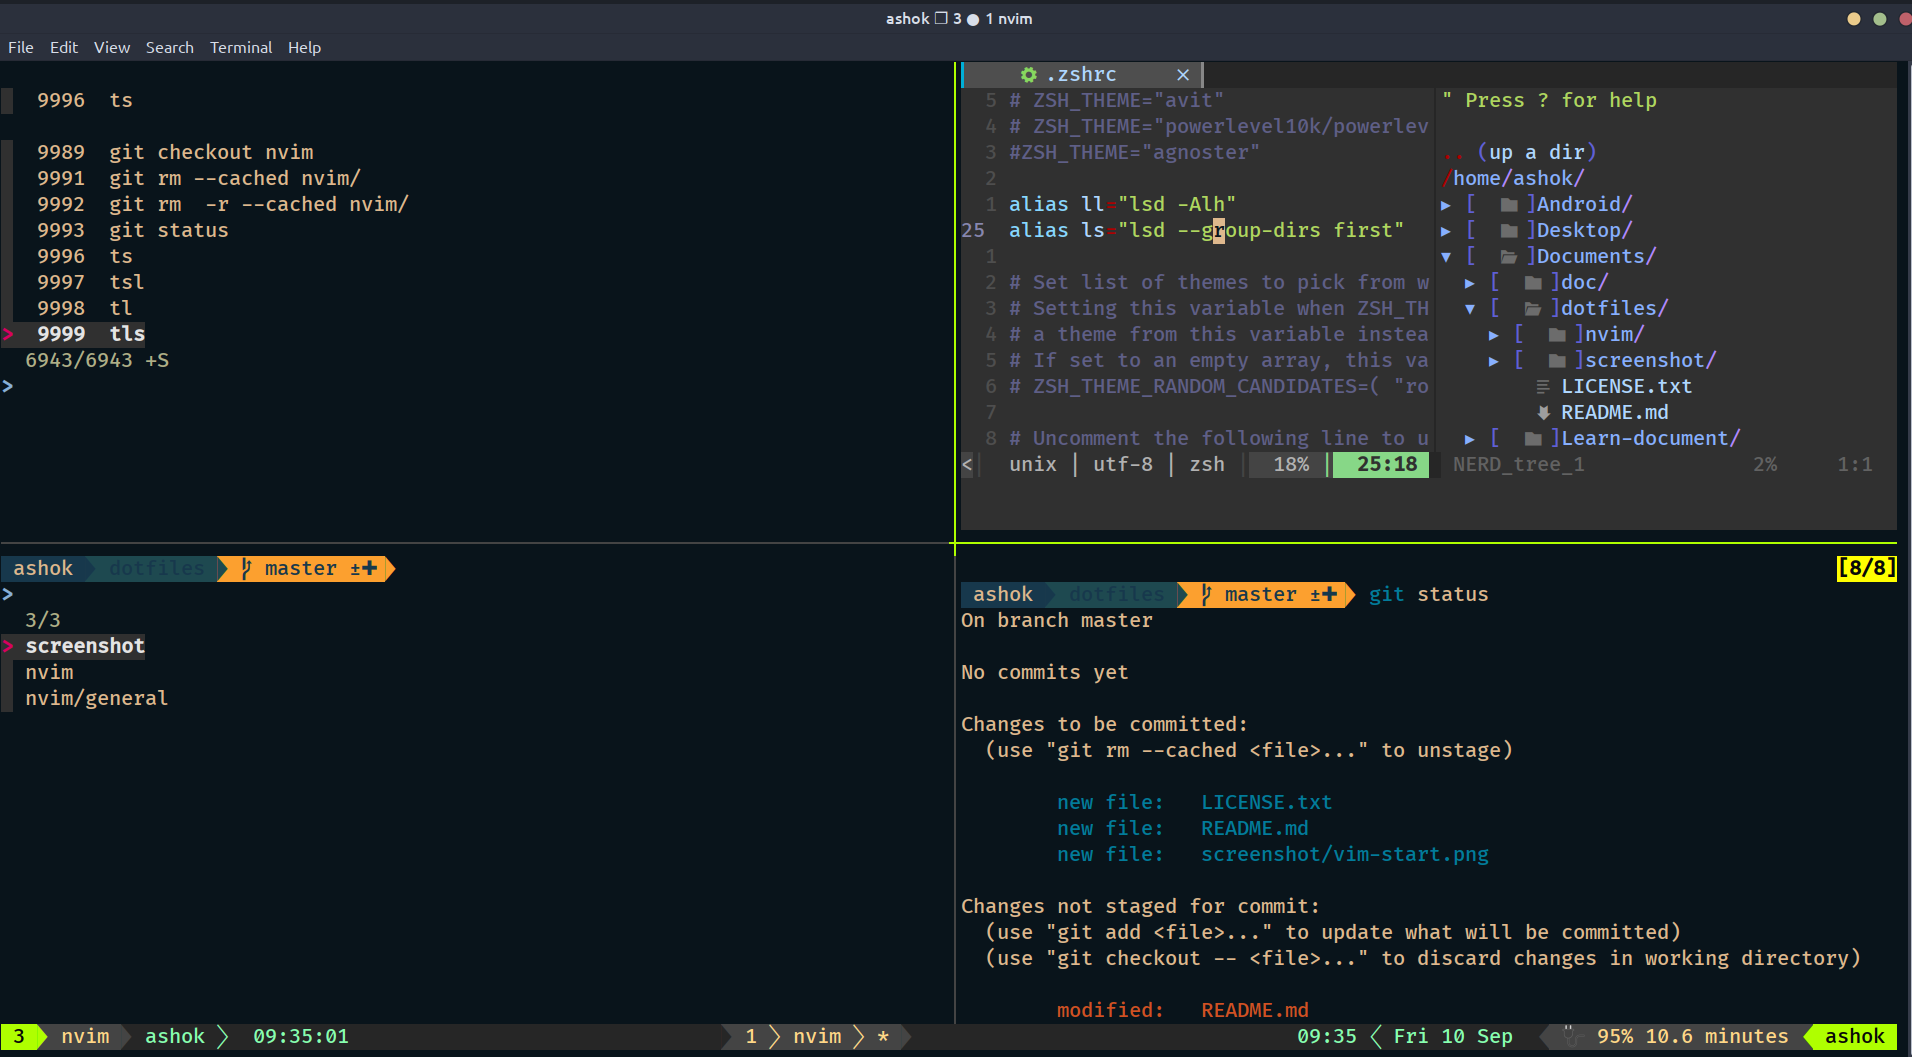 ashok ❐ 3 ● 1 nvim
File Edit View Search Terminal Help
9996 ts
9989 git checkout nvim
9991 git rm --cached nvim/
9992 git rm  -r --cached nvim/
9993 git status
9996 ts
9997 tsl
9998 tl
> 9999 tls
6943/6943 +S
>
.zshrc ×
5 # ZSH_THEME="avit"
4 # ZSH_THEME="powerlevel10k/powerlev
3 #ZSH_THEME="agnoster"
2
1 alias ll="lsd -Alh"
25 alias ls="lsd --group-dirs first"
1
2 # Set list of themes to pick from w
3 # Setting this variable when ZSH_TH
4 # a theme from this variable instea
5 # If set to an empty array, this va
6 # ZSH_THEME_RANDOM_CANDIDATES=( "ro
7
8 # Uncomment the following line to u
< unix | utf-8 | zsh 18% 25:18
" Press ? for help
.. (up a dir)
/home/ashok/
▸ [ ]Android/
▸ [ ]Desktop/
▾ [ ]Documents/
▸ [ ]doc/
▾ [ ]dotfiles/
▸ [ ]nvim/
▸ [ ]screenshot/
LICENSE.txt
README.md
▸ [ ]Learn-document/
NERD_tree_1 2% 1:1
ashok dotfiles master ±✚
>
3/3
> screenshot
nvim
nvim/general
[8/8]
ashok dotfiles master ±✚ git status
On branch master
No commits yet
Changes to be committed:
(use "git rm --cached <file>..." to unstage)
new file: LICENSE.txt
new file: README.md
new file: screenshot/vim-start.png
Changes not staged for commit:
(use "git add <file>..." to update what will be committed)
(use "git checkout -- <file>..." to discard changes in working directory)
modified: README.md
3 nvim ashok 09:35:01 1 nvim * 09:35 Fri 10 Sep 95% 10.6 minutes ashok